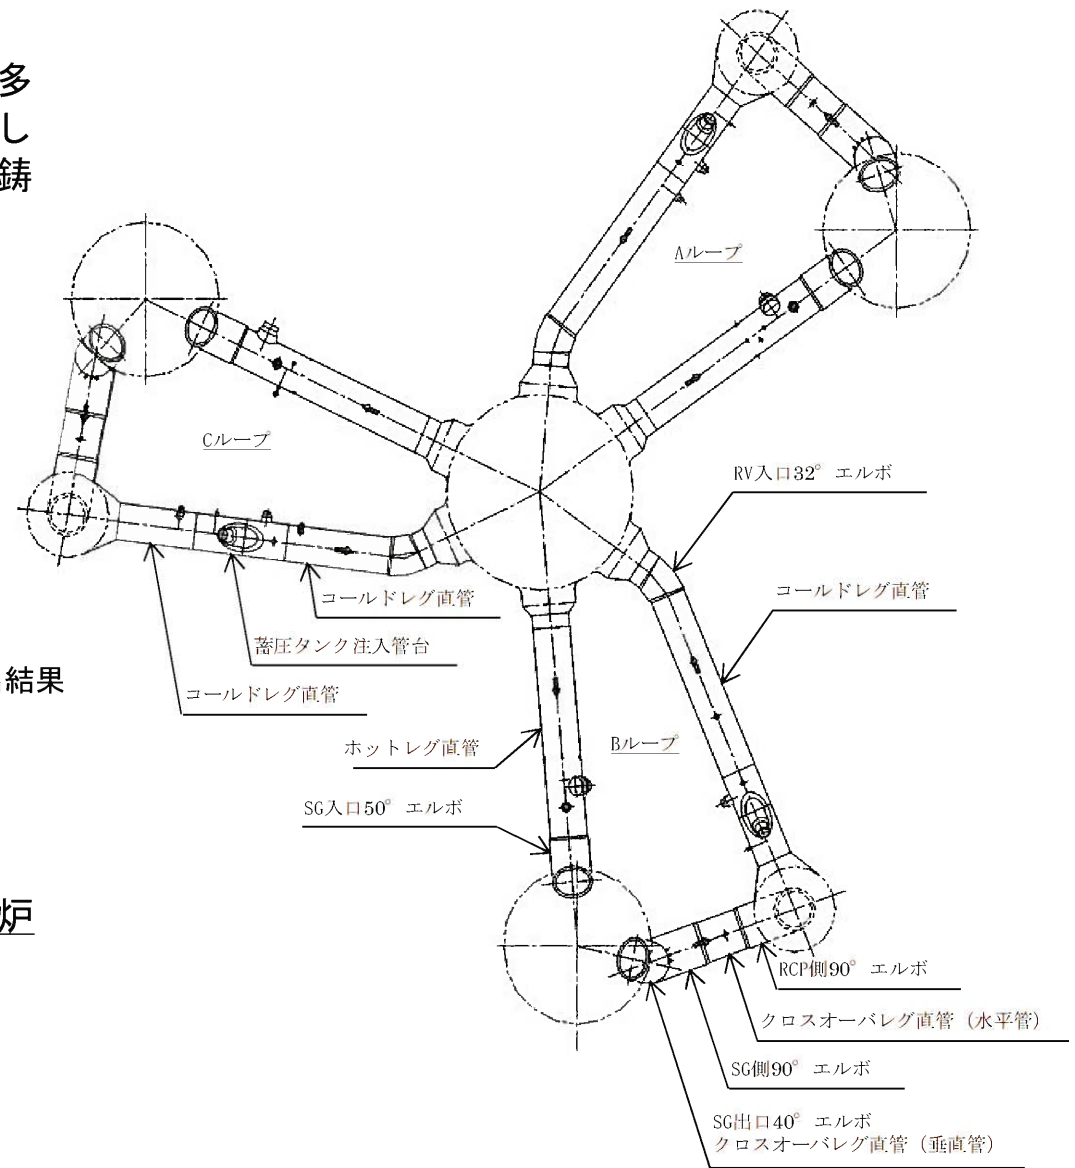 多
し
鋳
Aループ
Cループ
RV入口32° エルボ
コールドレグ直管
コールドレグ直管
蓄圧タンク注入管台
結果
コールドレグ直管
ホットレグ直管
Bループ
SG入口50° エルボ
炉
RCP側90° エルボ
クロスオーバレグ直管（水平管）
SG側90° エルボ
SG出口40° エルボ
クロスオーバレグ直管（垂直管）